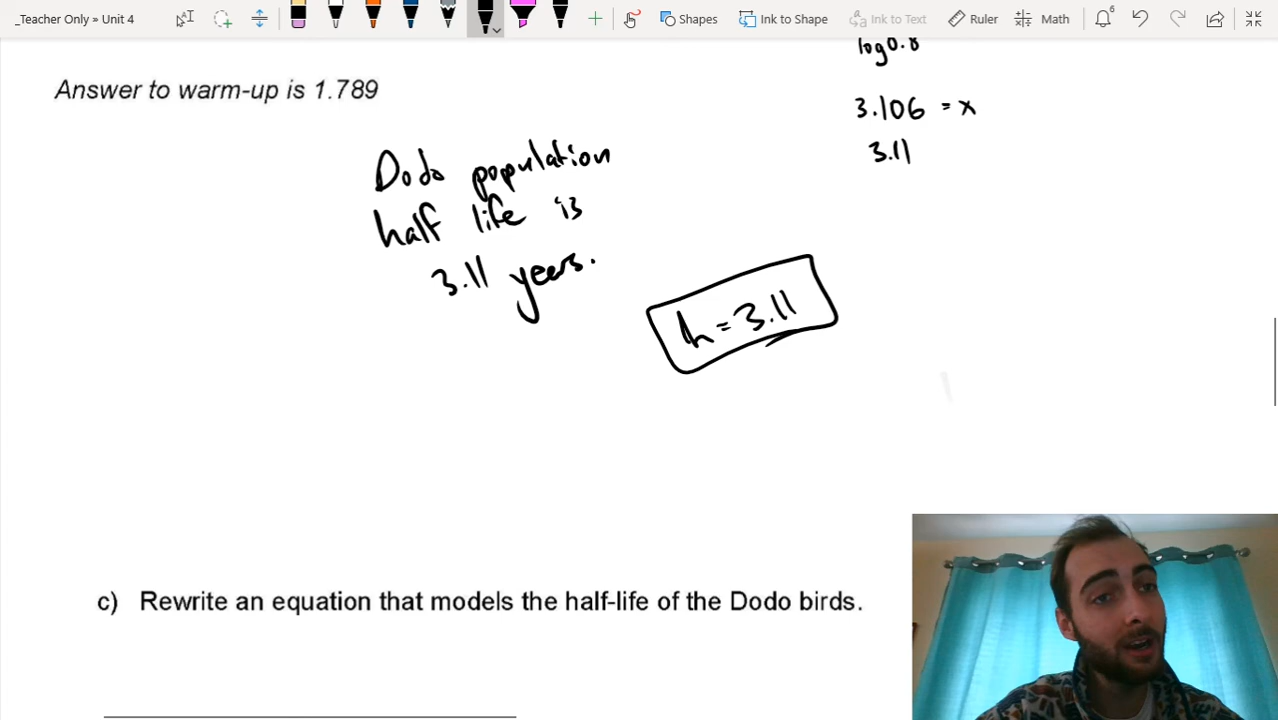 _Teacher Only » Unit 4
Shapes
Ink to Shape
Ink to Text
Ruler
Math
6
log0.8
Answer to warm-up is 1.789
3.106 = x
3.11
Dodo population
half life is
3.11 years.
h = 3.11
c) Rewrite an equation that models the half-life of the Dodo birds.